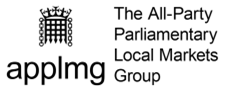 applmg
The All-Party
Parliamentary
Local Markets
Group